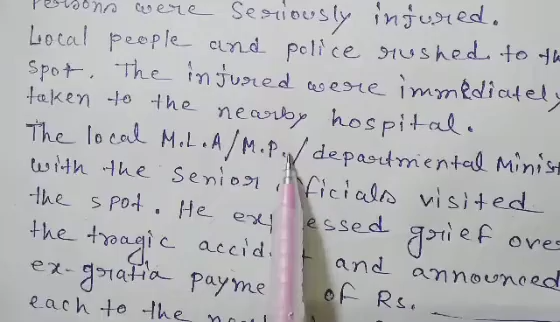 Persons were seriously injured.
Local people and police rushed to the
spot. The injured were immediately
taken to the nearby hospital.
The local M.L.A/M.P./departmental Minist
with the senior officials visited
the spot. He expressed grief over
the tragic accident and announced
ex-gratia payment of Rs.
each to the